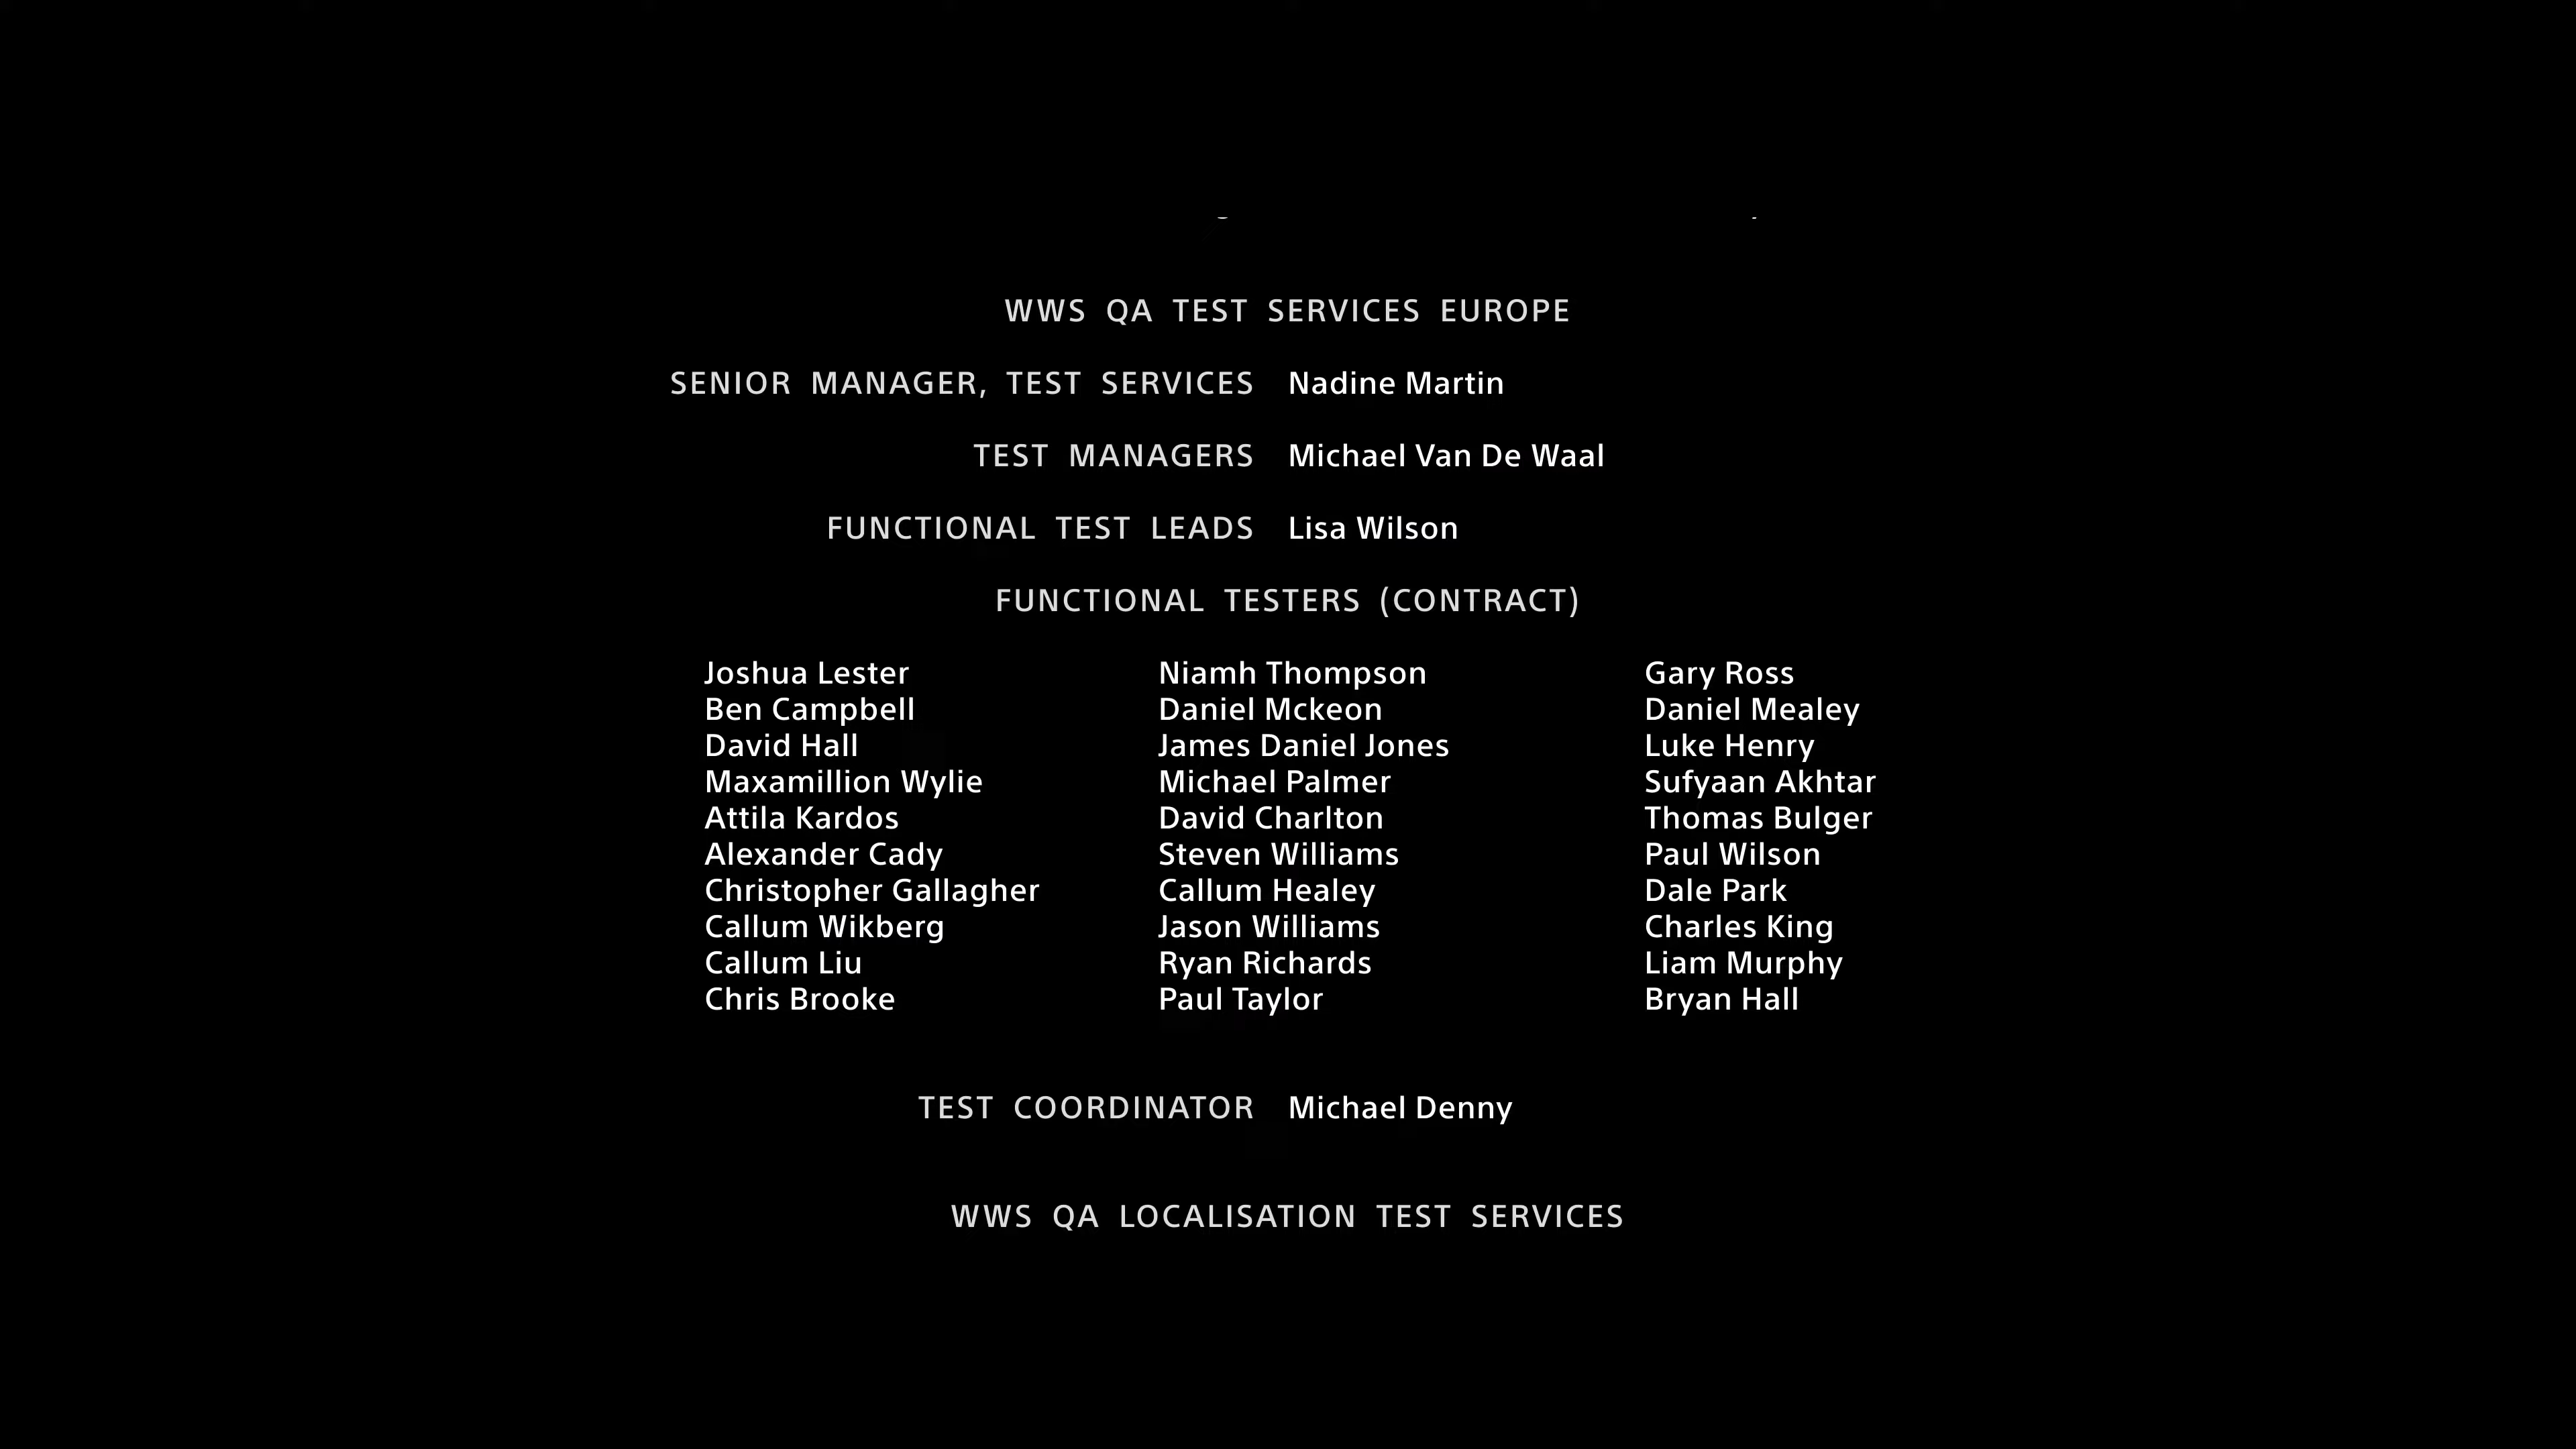 WWS QA TEST SERVICES EUROPE
SENIOR MANAGER, TEST SERVICES Nadine Martin
TEST MANAGERS Michael Van De Waal
FUNCTIONAL TEST LEADS Lisa Wilson
FUNCTIONAL TESTERS (CONTRACT)
Joshua Lester Niamh Thompson Gary Ross
Ben Campbell Daniel Mckeon Daniel Mealey
David Hall James Daniel Jones Luke Henry
Maxamillion Wylie Michael Palmer Sufyaan Akhtar
Attila Kardos David Charlton Thomas Bulger
Alexander Cady Steven Williams Paul Wilson
Christopher Gallagher Callum Healey Dale Park
Callum Wikberg Jason Williams Charles King
Callum Liu Ryan Richards Liam Murphy
Chris Brooke Paul Taylor Bryan Hall
TEST COORDINATOR Michael Denny
WWS QA LOCALISATION TEST SERVICES